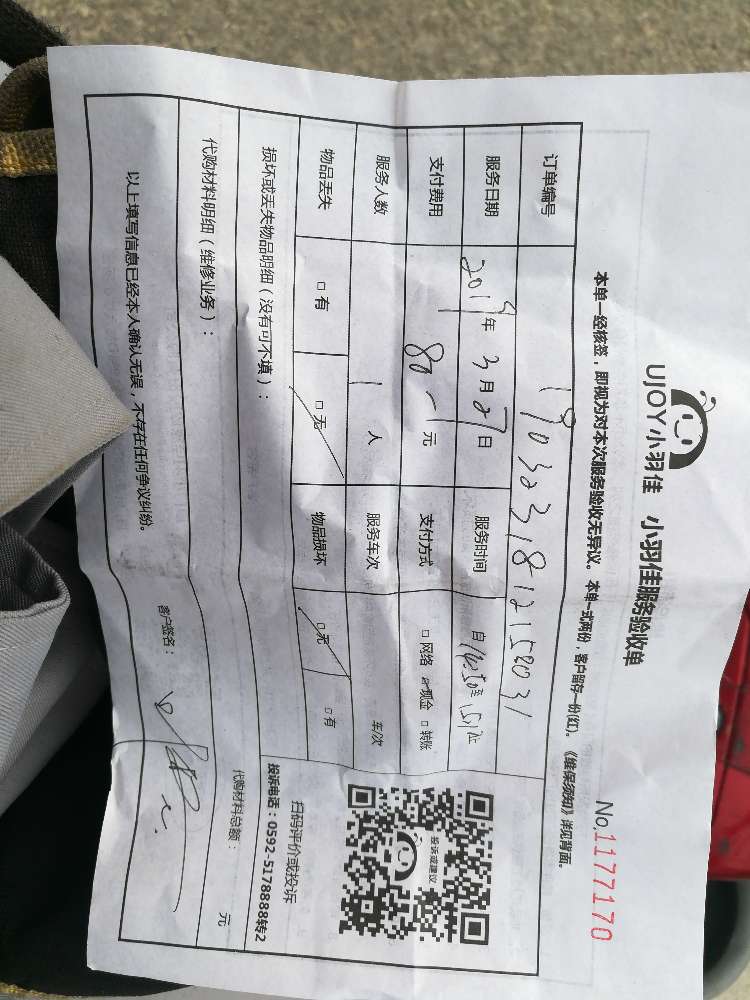 UJOY小羽佳 小羽佳服务验收单
No.1177170
本单一经核签，即视为对本次服务验收无异议。本单一式两份，客户留存一份(红)。《维保须知》详见背面。
订单编号
服务日期 2019年3月27日 服务时间
支付费用 80 元 支付方式 □网络 现金 □转账
服务人数 1 人 服务车次 车/次
物品丢失 □有 □无 物品损坏 □无 □有
损坏或丢失物品明细（没有可不填）：
代购材料明细（维修业务）： 代购材料总额： 元
以上填写信息已经本人确认无误，不存在任何争议纠纷。 客户签名：
投诉或建议
扫码评价或投诉
投诉电话：0592-5178888转2